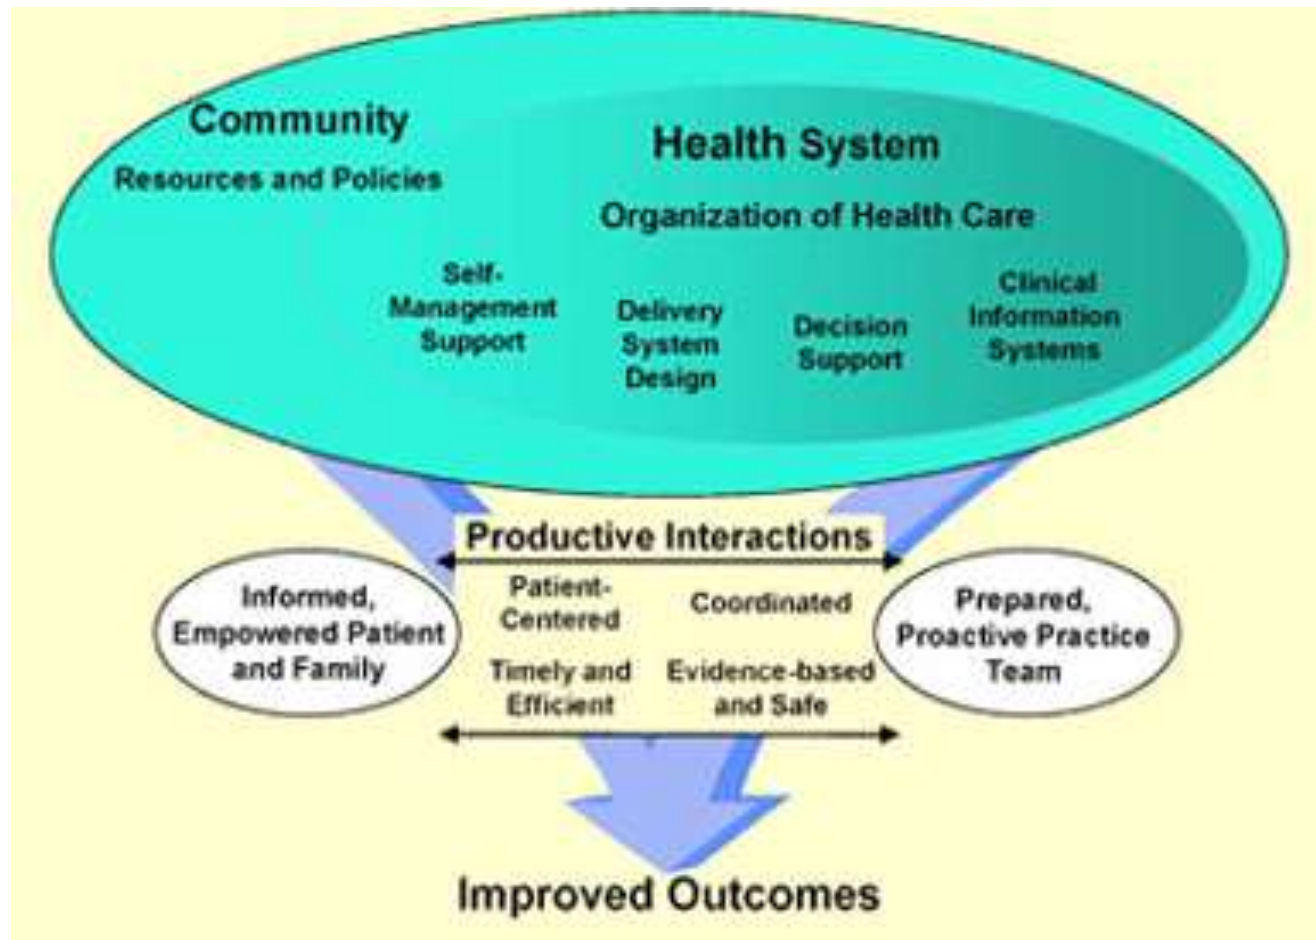 Community
Resources and Policies
Health System
Organization of Health Care
Self-
Management
Support
Delivery
System
Design
Decision
Support
Clinical
Information
Systems
Productive Interactions
Informed,
Empowered Patient
and Family
Patient-
Centered
Coordinated
Timely and
Efficient
Evidence-based
and Safe
Prepared,
Proactive Practice
Team
Improved Outcomes